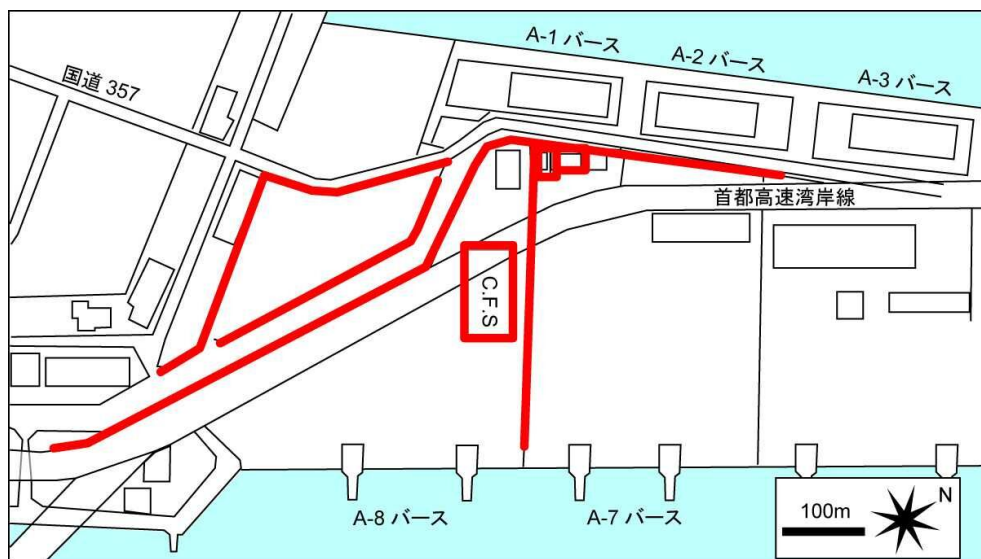 A-1 バース
A-2 バース
A-3 バース
国道 357
首都高速湾岸線
C.F.S
A-8 バース
A-7 バース
100m
N